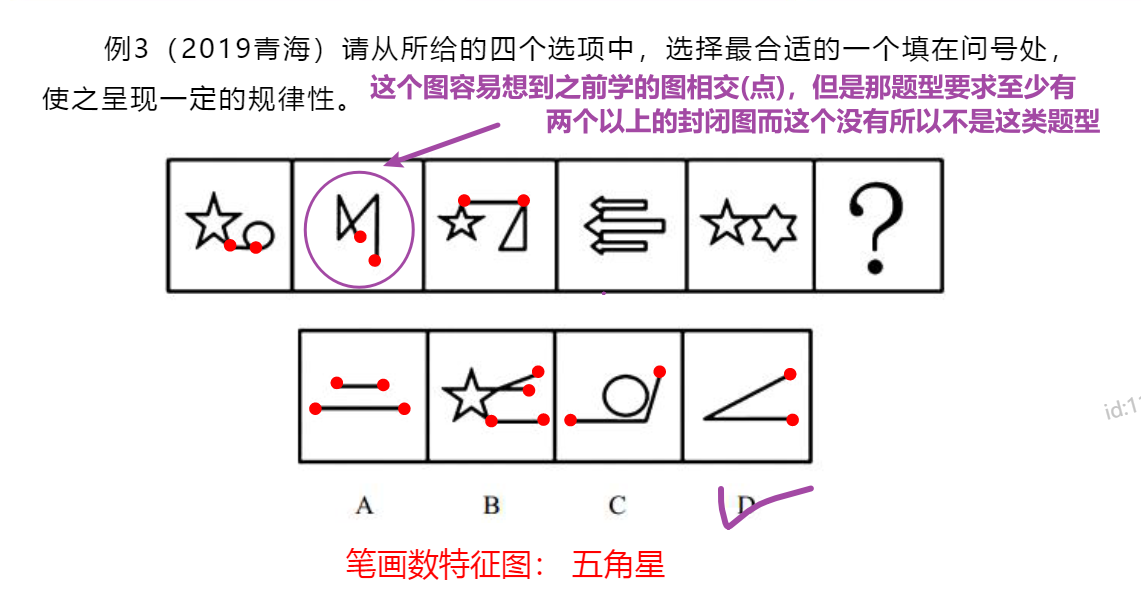 例3（2019青海）请从所给的四个选项中，选择最合适的一个填在问号处，
使之呈现一定的规律性。
这个图容易想到之前学的图相交(点)，但是那题型要求至少有
两个以上的封闭图而这个没有所以不是这类题型
?
id:1
A B C D
笔画数特征图： 五角星